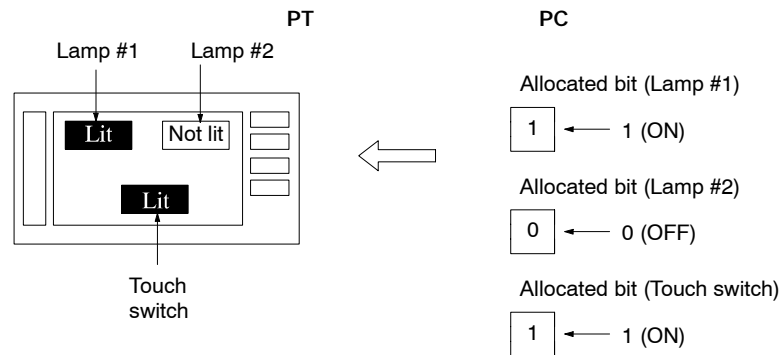 PT
PC
Lamp #1
Lamp #2
Lit
Not lit
Lit
Touch
switch
Allocated bit (Lamp #1)
1
1 (ON)
Allocated bit (Lamp #2)
0
0 (OFF)
Allocated bit (Touch switch)
1
1 (ON)